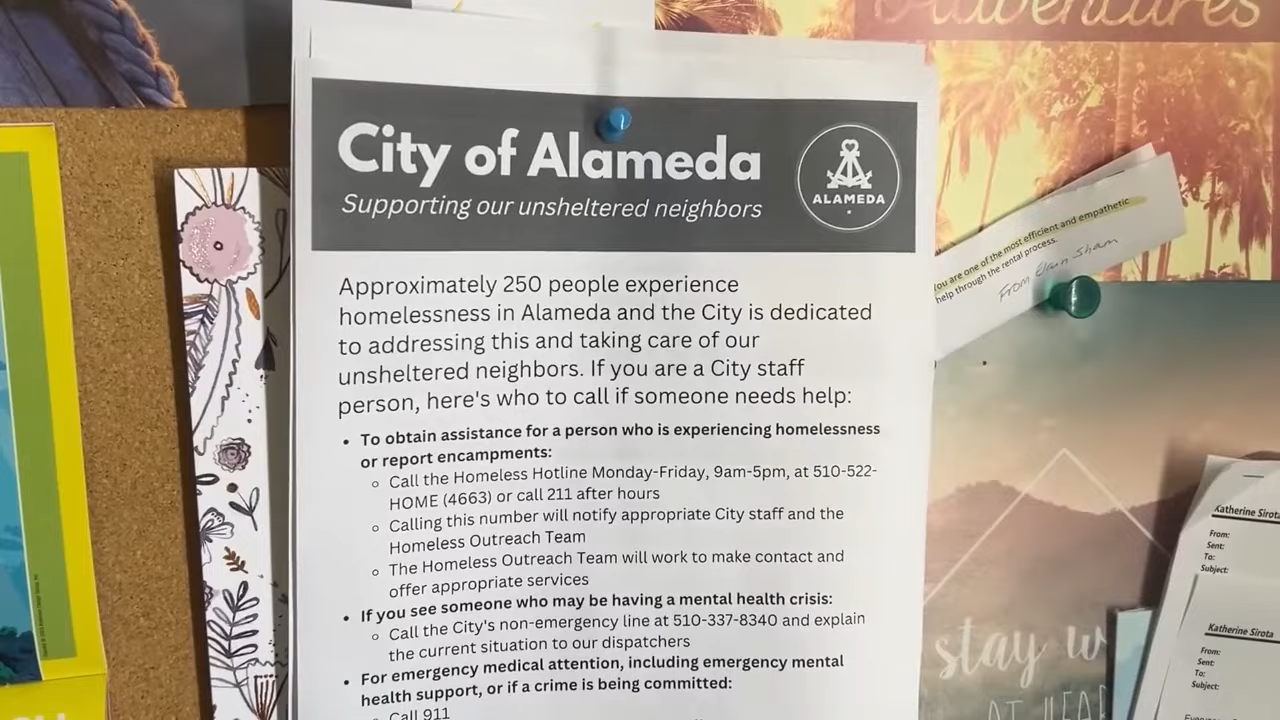 Adventures
City of Alameda
Supporting our unsheltered neighbors
ALAMEDA
Approximately 250 people experience
homelessness in Alameda and the City is dedicated
to addressing this and taking care of our
unsheltered neighbors. If you are a City staff
person, here's who to call if someone needs help:
• To obtain assistance for a person who is experiencing homelessness
or report encampments:
◦ Call the Homeless Hotline Monday-Friday, 9am-5pm, at 510-522-
HOME (4663) or call 211 after hours
◦ Calling this number will notify appropriate City staff and the
Homeless Outreach Team
◦ The Homeless Outreach Team will work to make contact and
offer appropriate services
• If you see someone who may be having a mental health crisis:
◦ Call the City's non-emergency line at 510-337-8340 and explain
the current situation to our dispatchers
• For emergency medical attention, including emergency mental
health support, or if a crime is being committed:
◦ Call 911
You are one of the most efficient and empathetic
help through the rental process.
From Sham
stay w
AT HEAR
Katherine Sirota
From:
Sent:
To:
Subject:
Katherine Sirota
From:
Sent:
To:
Subject: